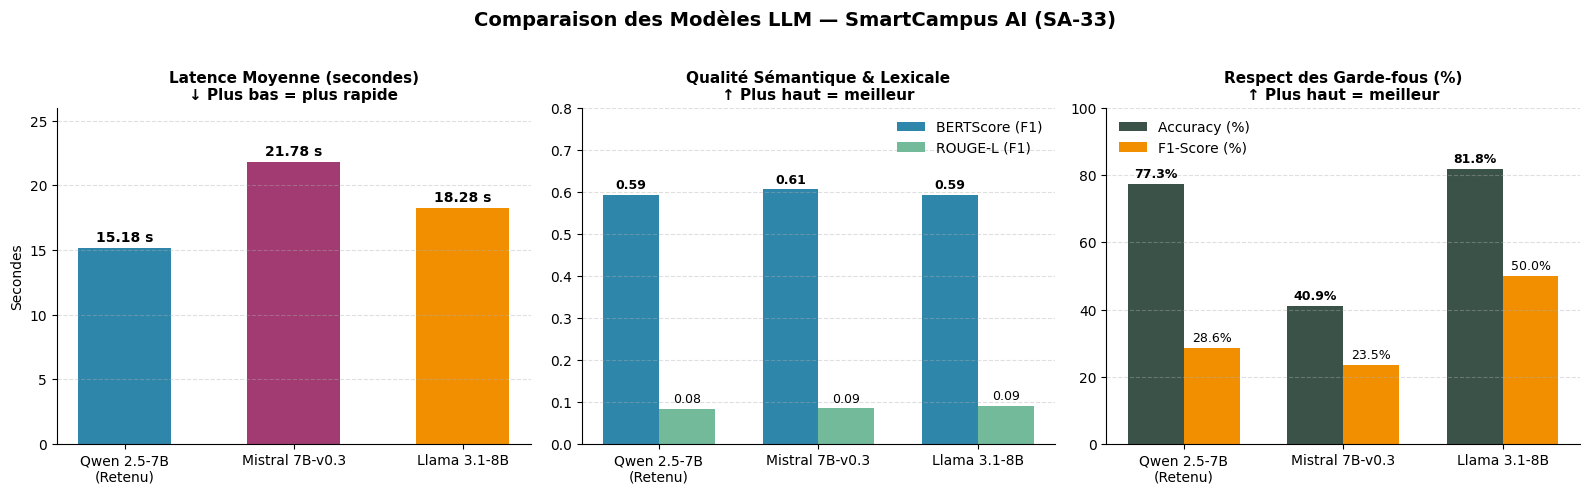 Comparaison des Modèles LLM — SmartCampus AI (SA-33)
Latence Moyenne (secondes)
↓ Plus bas = plus rapide
Secondes
25
20
15
10
5
0
15.18 s
21.78 s
18.28 s
Qwen 2.5-7B
(Retenu)
Mistral 7B-v0.3
Llama 3.1-8B
Qualité Sémantique & Lexicale
↑ Plus haut = meilleur
BERTScore (F1)
ROUGE-L (F1)
0.8
0.7
0.6
0.5
0.4
0.3
0.2
0.1
0.0
0.59
0.08
0.61
0.09
0.59
0.09
Qwen 2.5-7B
(Retenu)
Mistral 7B-v0.3
Llama 3.1-8B
Respect des Garde-fous (%)
↑ Plus haut = meilleur
Accuracy (%)
F1-Score (%)
100
80
60
40
20
0
77.3%
28.6%
40.9%
23.5%
81.8%
50.0%
Qwen 2.5-7B
(Retenu)
Mistral 7B-v0.3
Llama 3.1-8B